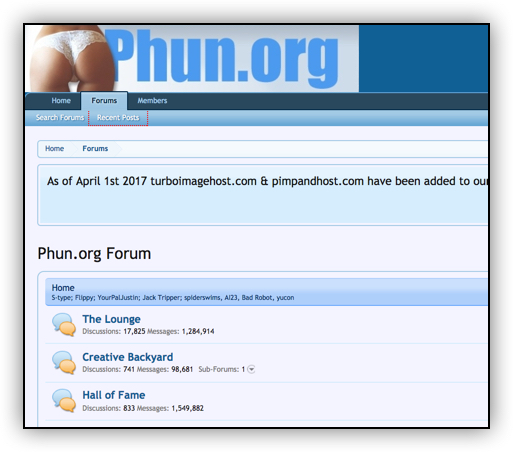 Phun.org
Home Forums Members
Search Forums Recent Posts
Home Forums
As of April 1st 2017 turboimagehost.com & pimpandhost.com have been added to our
Phun.org Forum
Home
S-type; Flippy; YourPalJustin; Jack Tripper; spiderswims, AI23, Bad Robot, yucon
The Lounge
Discussions: 17,825 Messages: 1,284,914
Creative Backyard
Discussions: 741 Messages: 98,681 Sub-Forums: 1
Hall of Fame
Discussions: 833 Messages: 1,549,882